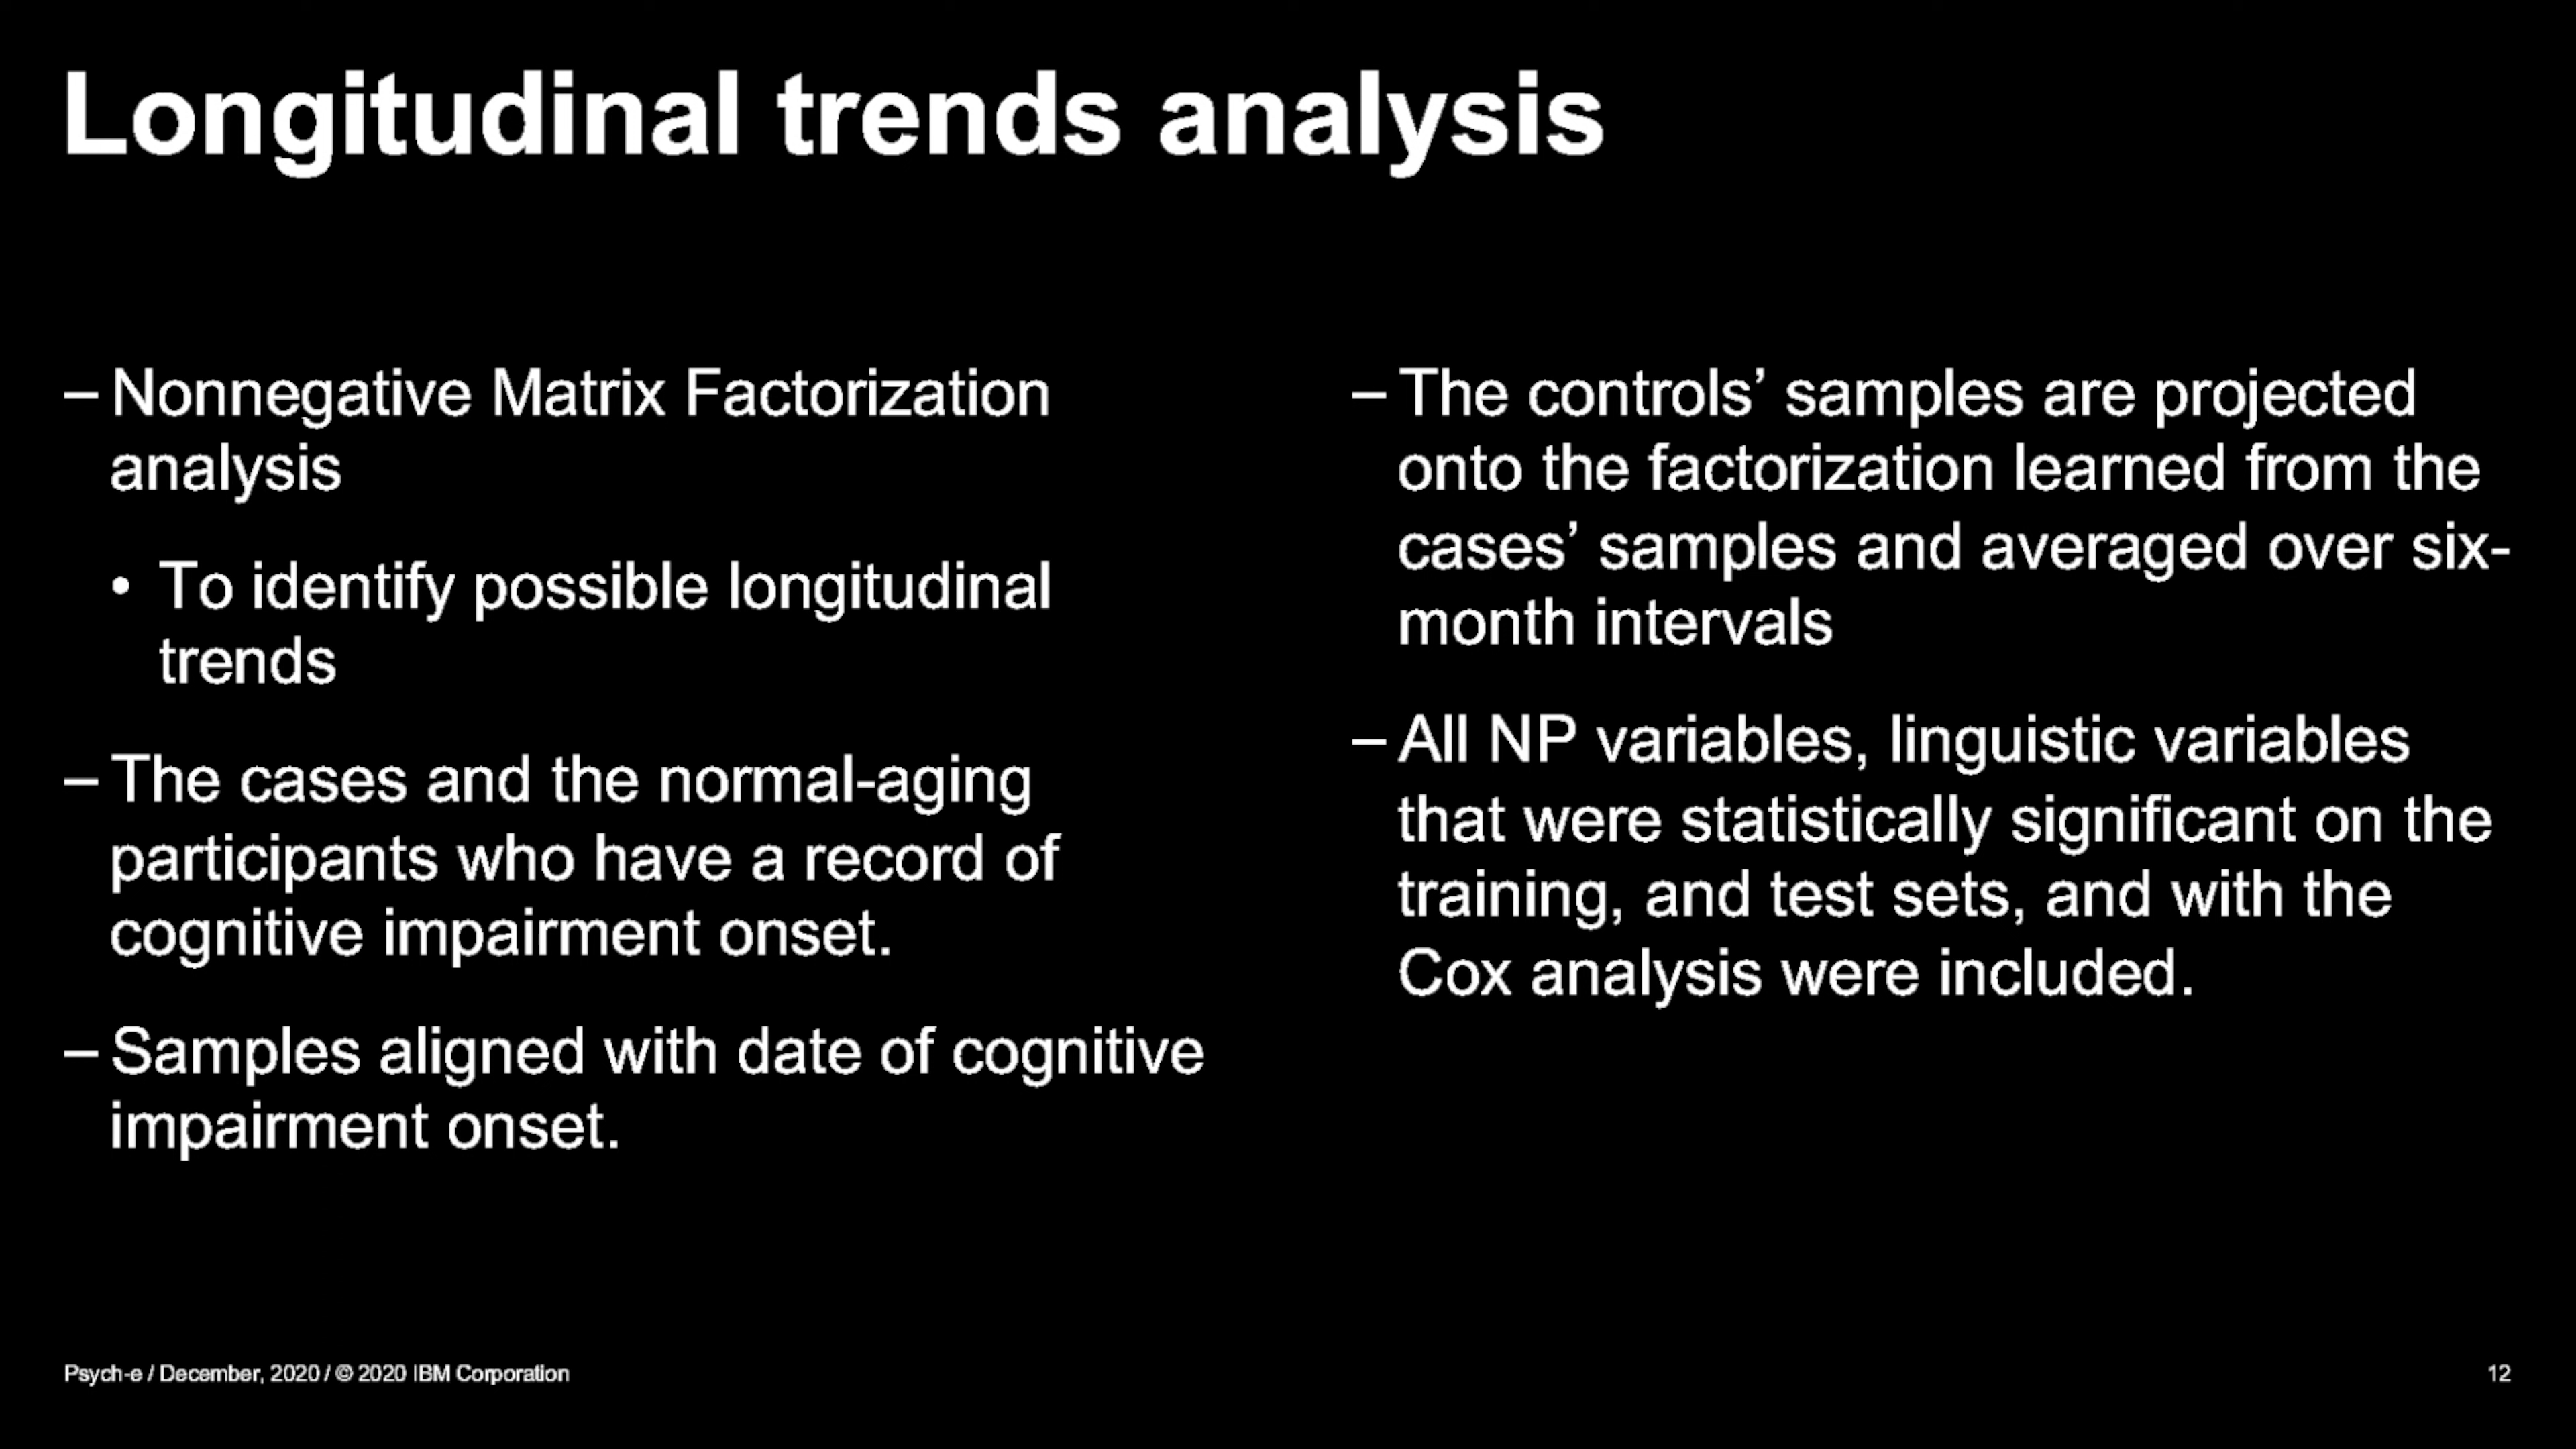 Longitudinal trends analysis
– Nonnegative Matrix Factorization
analysis
• To identify possible longitudinal
trends
– The cases and the normal-aging
participants who have a record of
cognitive impairment onset.
– Samples aligned with date of cognitive
impairment onset.
– The controls’ samples are projected
onto the factorization learned from the
cases’ samples and averaged over six-
month intervals
– All NP variables, linguistic variables
that were statistically significant on the
training, and test sets, and with the
Cox analysis were included.
Psych-e / December, 2020 / © 2020 IBM Corporation
12